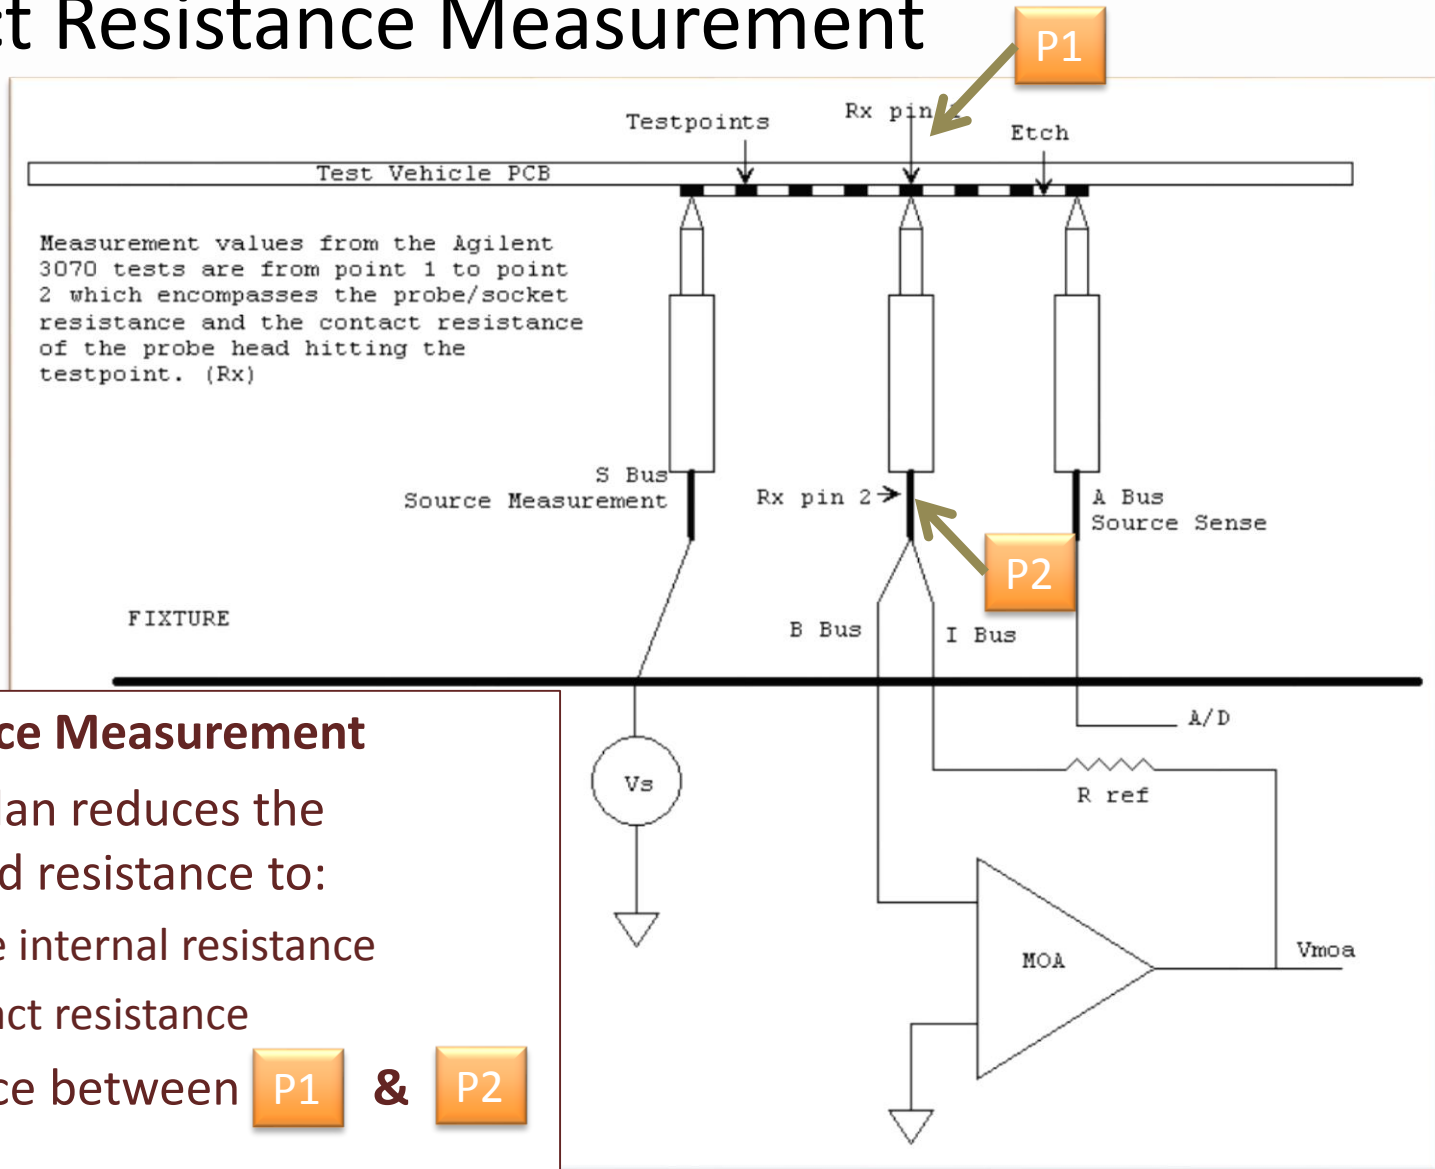 ct Resistance Measurement
P1
Testpoints
Rx pin
Etch
Test Vehicle PCB
Measurement values from the Agilent
3070 tests are from point 1 to point
2 which encompasses the probe/socket
resistance and the contact resistance
of the probe head hitting the
testpoint. (Rx)
S Bus
Source Measurement
Rx pin 2
A Bus
Source Sense
P2
FIXTURE
B Bus
I Bus
A/D
Vs
R ref
MOA
Vmoa
ce Measurement
lan reduces the
d resistance to:
e internal resistance
act resistance
ce between P1 & P2